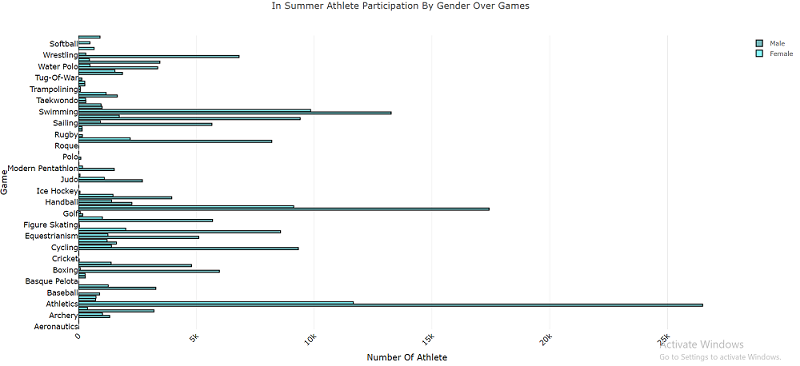 In Summer Athlete Participation By Gender Over Games
Male
Female
Softball
Wrestling
Water Polo
Tug-Of-War
Trampolining
Taekwondo
Swimming
Sailing
Rugby
Roque
Polo
Modern Pentathlon
Judo
Ice Hockey
Handball
Golf
Figure Skating
Equestrianism
Cycling
Cricket
Boxing
Basque Pelota
Baseball
Athletics
Archery
Aeronautics
Game
0
5k
10k
15k
20k
25k
Number Of Athlete
Activate Windows
Go to Settings to activate Windows.